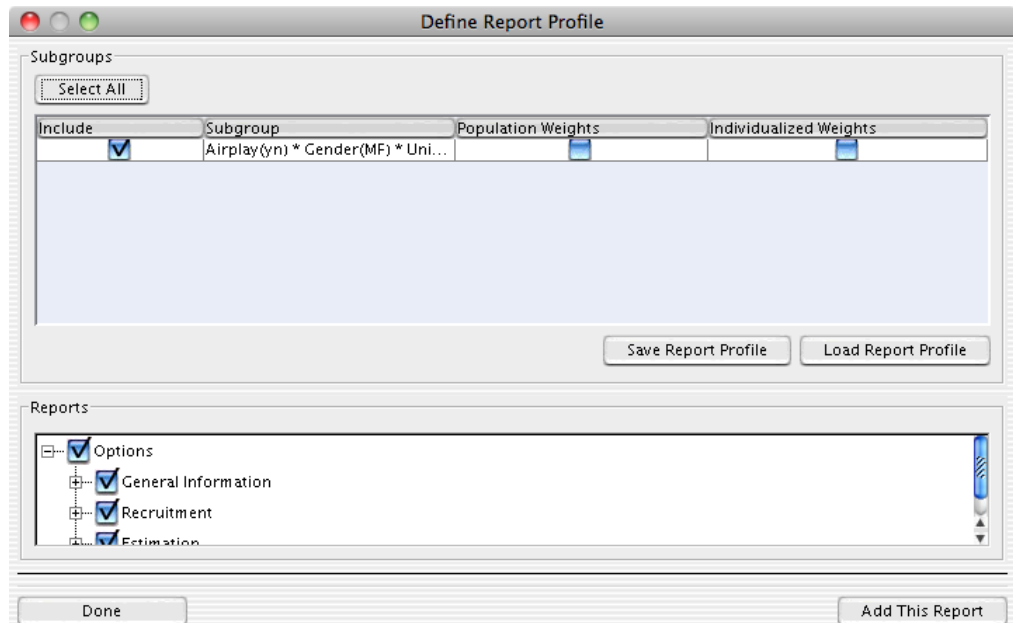 Define Report Profile
Subgroups
Select All
Include Subgroup Population Weights Individualized Weights
Airplay(yn) * Gender(MF) * Uni...
Save Report Profile Load Report Profile
Reports
Options
General Information
Recruitment
Estimation
Done Add This Report